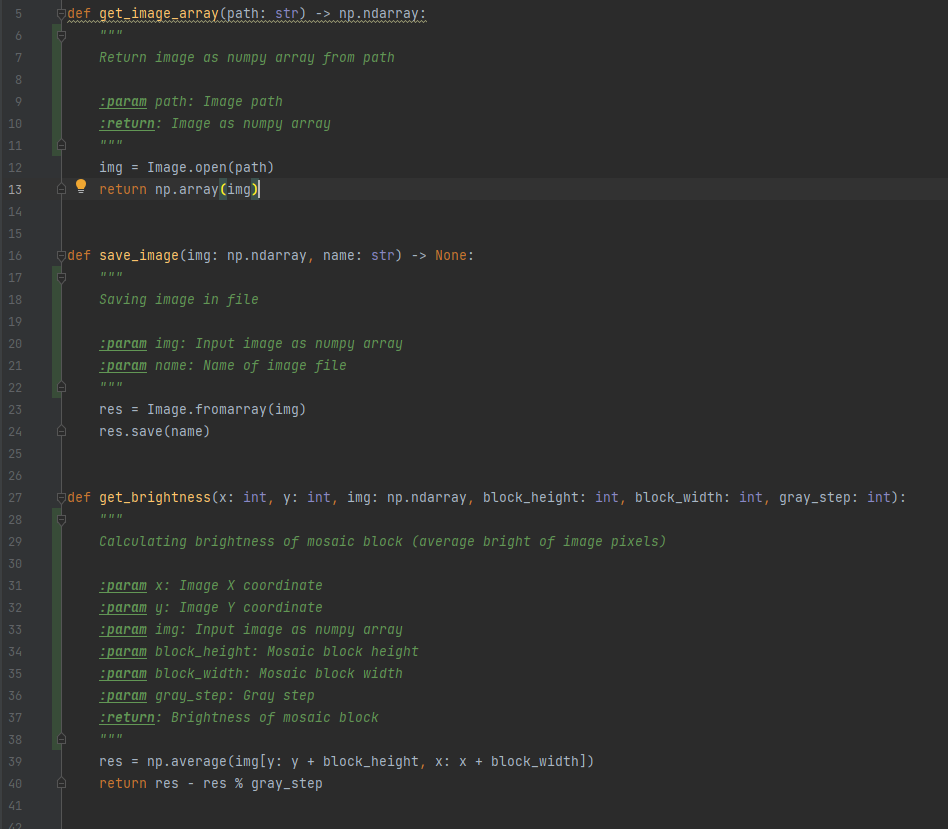 5 def get_image_array(path: str) -> np.ndarray:
6     """
7     Return image as numpy array from path
8
9     :param path: Image path
10     :return: Image as numpy array
11     """
12     img = Image.open(path)
13     return np.array(img)
14
15
16 def save_image(img: np.ndarray, name: str) -> None:
17     """
18     Saving image in file
19
20     :param img: Input image as numpy array
21     :param name: Name of image file
22     """
23     res = Image.fromarray(img)
24     res.save(name)
25
26
27 def get_brightness(x: int, y: int, img: np.ndarray, block_height: int, block_width: int, gray_step: int):
28     """
29     Calculating brightness of mosaic block (average bright of image pixels)
30
31     :param x: Image X coordinate
32     :param y: Image Y coordinate
33     :param img: Input image as numpy array
34     :param block_height: Mosaic block height
35     :param block_width: Mosaic block width
36     :param gray_step: Gray step
37     :return: Brightness of mosaic block
38     """
39     res = np.average(img[y: y + block_height, x: x + block_width])
40     return res - res % gray_step
41
42